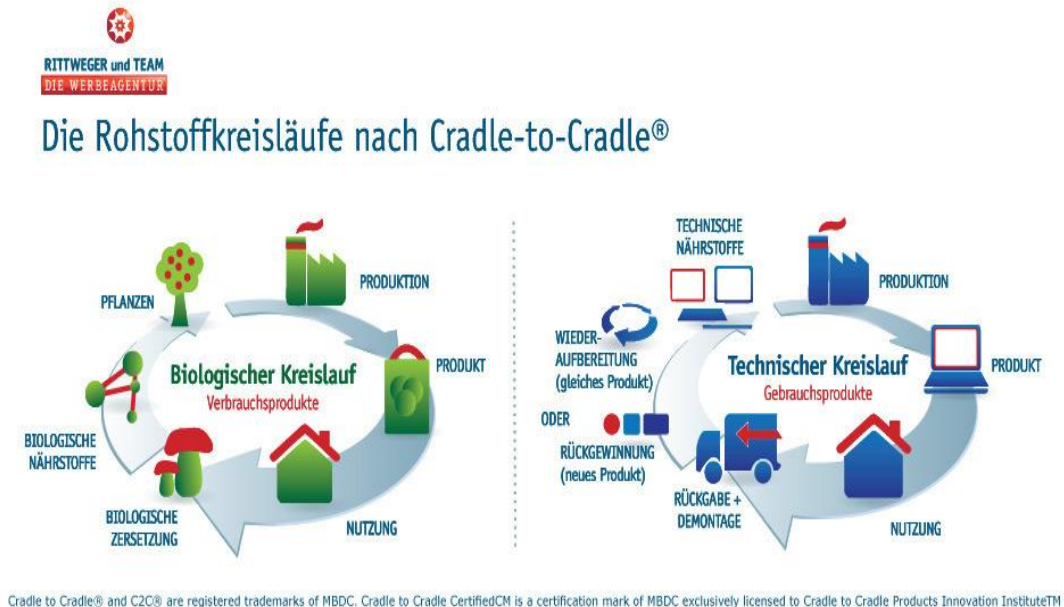 RITTWEGER und TEAM
DIE WERBEAGENTUR
Die Rohstoffkreisläufe nach Cradle-to-Cradle®
PFLANZEN
PRODUKTION
PRODUKT
Biologischer Kreislauf
Verbrauchsprodukte
BIOLOGISCHE
NÄHRSTOFFE
BIOLOGISCHE
ZERSETZUNG
NUTZUNG
TECHNISCHE
NÄHRSTOFFE
PRODUKTION
WIEDER-
AUFBEREITUNG
(gleiches Produkt)
PRODUKT
Technischer Kreislauf
Gebrauchsprodukte
ODER
RÜCKGEWINNUNG
(neues Produkt)
RÜCKGABE +
DEMONTAGE
NUTZUNG
Cradle to Cradle® and C2C® are registered trademarks of MBDC. Cradle to Cradle CertifiedCM is a certification mark of MBDC exclusively licensed to Cradle to Cradle Products Innovation InstituteTM